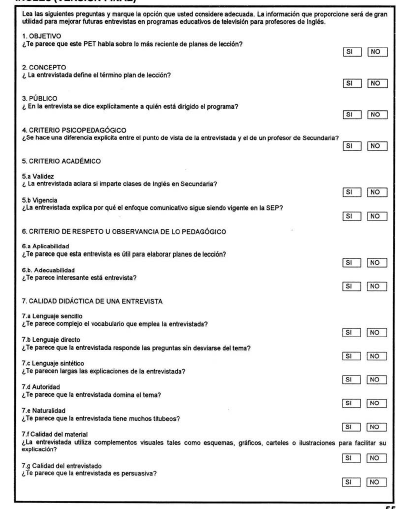 INGLÉS (VERSIÓN FINAL)
Lea las siguientes preguntas y marque la opción que usted considere adecuada. La información que proporcione será de gran
utilidad para mejorar futuras entrevistas en programas educativos de televisión para profesores de Inglés.
1. OBJETIVO
¿Te parece que este PET habla sobre lo más reciente de planes de lección?
SI NO
2. CONCEPTO
¿ La entrevistada define el término plan de lección?
SI NO
3. PÚBLICO
¿ En la entrevista se dice explícitamente a quién está dirigido el programa?
SI NO
4. CRITERIO PSICOPEDAGÓGICO
¿Se hace una diferencia explícita entre el punto de vista de la entrevistada y el de un profesor de Secundaria?
SI NO
5. CRITERIO ACADÉMICO
5.a Validez
¿ La entrevistada aclara si imparte clases de Inglés en Secundaria?
SI NO
5.b Vigencia
¿La entrevistada explica por qué el enfoque comunicativo sigue siendo vigente en la SEP?
SI NO
6. CRITERIO DE RESPETO U OBSERVANCIA DE LO PEDAGÓGICO
6.a Aplicabilidad
¿Te parece que esta entrevista es útil para elaborar planes de lección?
SI NO
6.b. Adecuabilidad
¿Te parece interesante está entrevista?
SI NO
7. CALIDAD DIDÁCTICA DE UNA ENTREVISTA
7.a Lenguaje sencillo
¿Te parece complejo el vocabulario que emplea la entrevistada?
SI NO
7.b Lenguaje directo
¿Te parece que la entrevistada responde las preguntas sin desviarse del tema?
SI NO
7.c Lenguaje sintético
¿Te parecen largas las explicaciones de la entrevistada?
SI NO
7.d Autoridad
¿Te parece que la entrevistada domina el tema?
SI NO
7.e Naturalidad
¿Te parece que la entrevistada tiene muchos titubeos?
SI NO
7.f Calidad del material
¿La entrevistada utiliza complementos visuales tales como esquemas, gráficos, carteles o ilustraciones para facilitar su
explicación?
SI NO
7.g Calidad del entrevistado
¿Te parece que la entrevistada es persuasiva?
SI NO
55